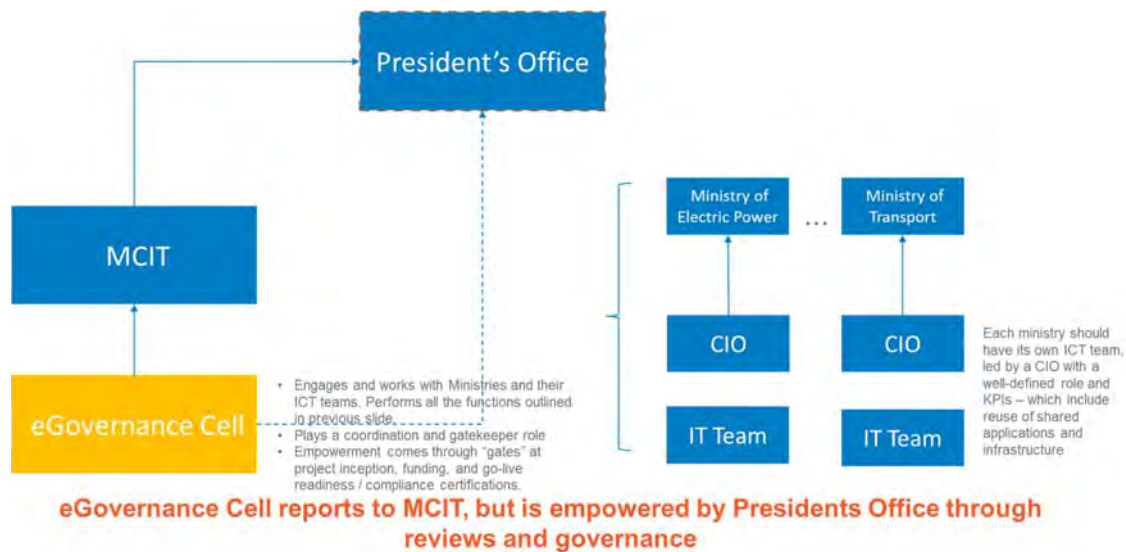 President's Office
MCIT
eGovernance Cell
• Engages and works with Ministries and their
ICT teams. Performs all the functions outlined
in previous slide.
• Plays a coordination and gatekeeper role
• Empowerment comes through "gates" at
project inception, funding, and go-live
readiness / compliance certifications.
Ministry of
Electric Power
...
Ministry of
Transport
CIO
CIO
IT Team
IT Team
Each ministry should
have its own ICT team,
led by a CIO with a
well-defined role and
KPIs – which include
reuse of shared
applications and
infrastructure
eGovernance Cell reports to MCIT, but is empowered by Presidents Office through
reviews and governance